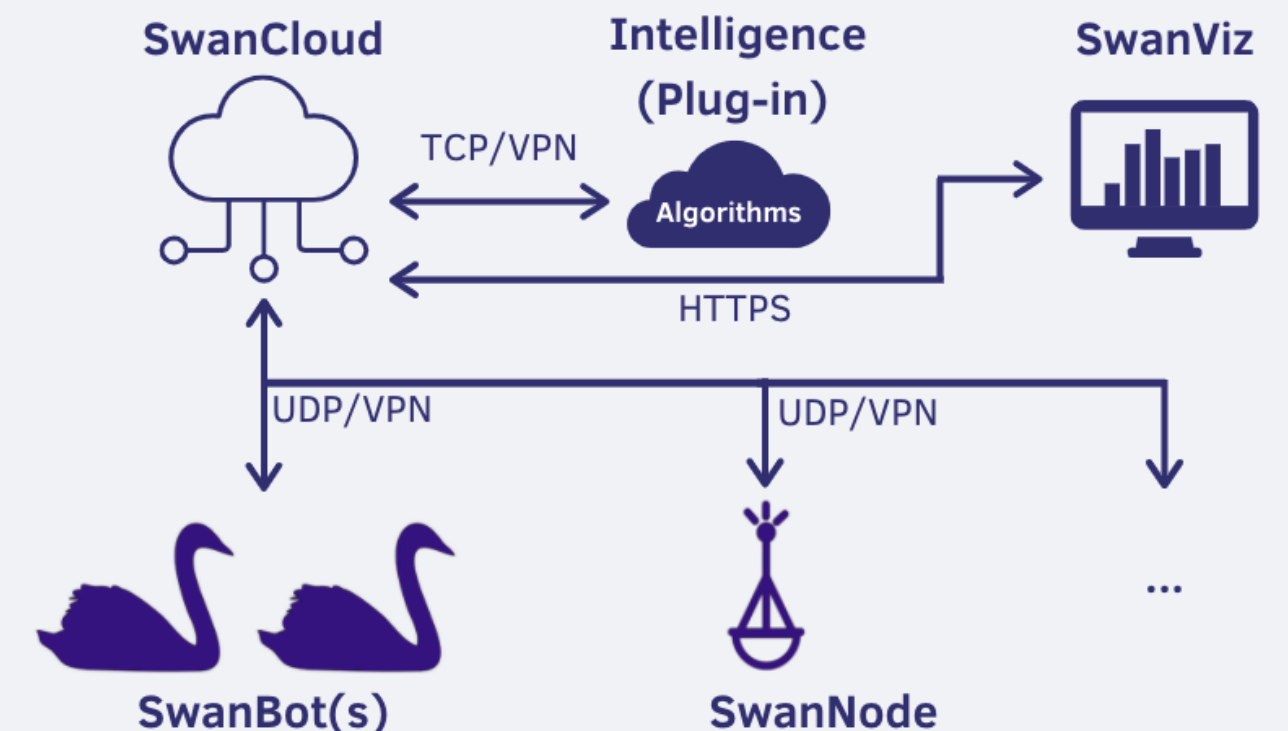 SwanCloud
Intelligence
(Plug-in)
SwanViz
TCP/VPN
Algorithms
HTTPS
UDP/VPN
UDP/VPN
...
SwanBot(s)
SwanNode